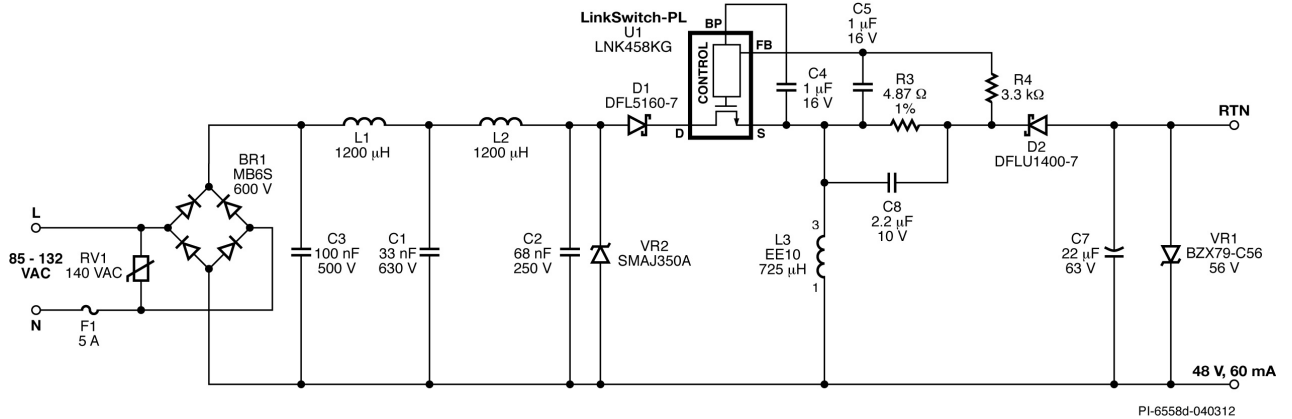 LinkSwitch-PL
U1
LNK458KG
BP
FB
CONTROL
D
S
C5
1 µF
16 V
C4
1 µF
16 V
R3
4.87 Ω
1%
R4
3.3 kΩ
D1
DFL5160-7
RTN
L1
1200 µH
L2
1200 µH
D2
DFLU1400-7
BR1
MB6S
600 V
C8
2.2 µF
10 V
L
85 - 132
VAC
RV1
140 VAC
C3
100 nF
500 V
C1
33 nF
630 V
C2
68 nF
250 V
VR2
SMAJ350A
3
L3
EE10
725 µH
1
C7
22 µF
63 V
VR1
BZX79-C56
56 V
N
F1
5 A
48 V, 60 mA
PI-6558d-040312